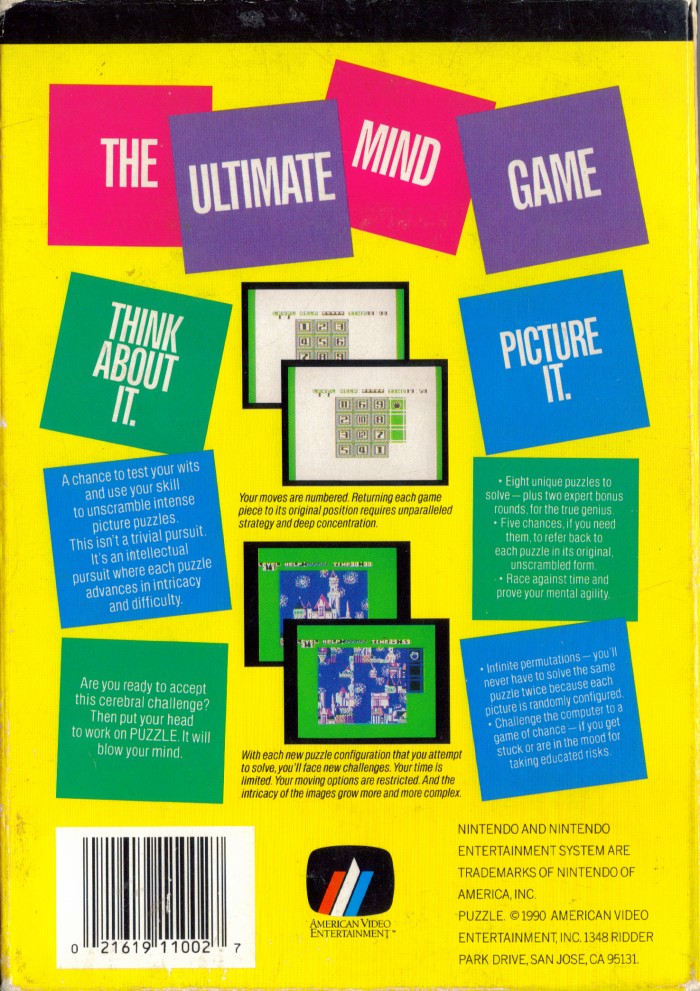 THE
ULTIMATE
MIND
GAME
THINK
ABOUT
IT.
PICTURE
IT.
Your moves are numbered. Returning each game
piece to its original position requires unparalleled
strategy and deep concentration.
A chance to test your wits
and use your skill
to unscramble intense
picture puzzles.
This isn't a trivial pursuit.
It's an intellectual
pursuit where each puzzle
advances in intricacy
and difficulty.
• Eight unique puzzles to
solve — plus two expert bonus
rounds, for the true genius.
• Five chances, if you need
them, to refer back to
each puzzle in its original,
unscrambled form.
• Race against time and
prove your mental agility.
LEVEL HELP
Are you ready to accept
this cerebral challenge?
Then put your head
to work on PUZZLE. It will
blow your mind.
• Infinite permutations — you'll
never have to solve the same
puzzle twice because each
picture is randomly configured.
• Challenge the computer to a
game of chance — if you get
stuck or are in the mood for
taking educated risks.
With each new puzzle configuration that you attempt
to solve, you'll face new challenges. Your time is
limited. Your moving options are restricted. And the
intricacy of the images grow more and more complex.
0 21619 11002 7
AMERICAN VIDEO
ENTERTAINMENT™
NINTENDO AND NINTENDO
ENTERTAINMENT SYSTEM ARE
TRADEMARKS OF NINTENDO OF
AMERICA, INC.
PUZZLE. © 1990 AMERICAN VIDEO
ENTERTAINMENT, INC. 1348 RIDDER
PARK DRIVE, SAN JOSE, CA 95131.